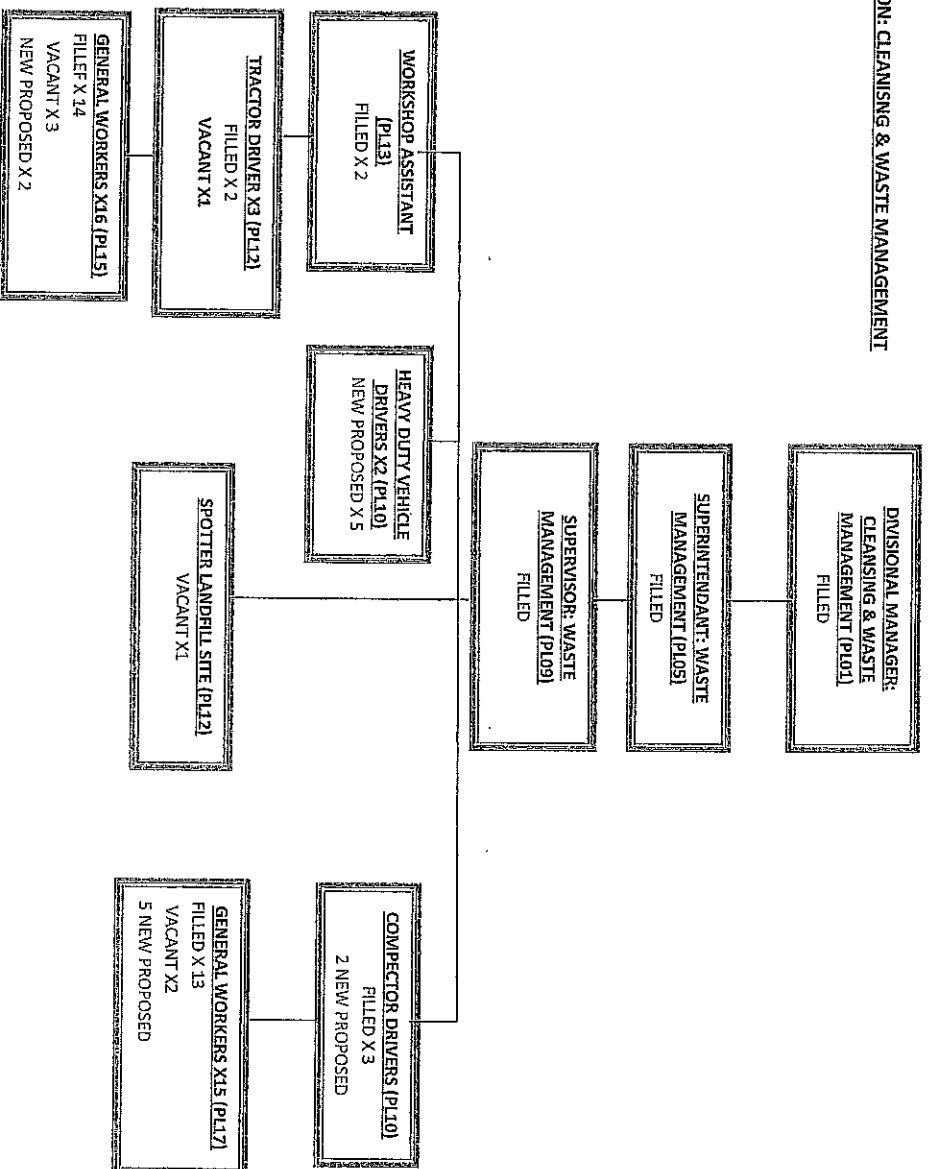 ON: CLEANISNG & WASTE MANAGEMENT
DIVISIONAL MANAGER:
CLEANSING & WASTE
MANAGEMENT (PL01)
FILLED
SUPERINTENDANT: WASTE
MANAGEMENT (PL05)
FILLED
SUPERVISOR: WASTE
MANAGEMENT (PL09)
FILLED
WORKSHOP ASSISTANT
(PL13)
FILLED X 2
HEAVY DUTY VEHICLE
DRIVERS X2 (PL10)
NEW PROPOSED X 5
COMPECTOR DRIVERS (PL10)
FILLED X 3
2 NEW PROPOSED
TRACTOR DRIVER X3 (PL12)
FILLED X 2
VACANT X1
SPOTTER LANDFILL SITE (PL12)
VACANT X1
GENERAL WORKERS X15 (PL17)
FILLED X 13
VACANT X2
5 NEW PROPOSED
GENERAL WORKERS X16 (PL15)
FILLEF X 14
VACANT X 3
NEW PROPOSED X 2